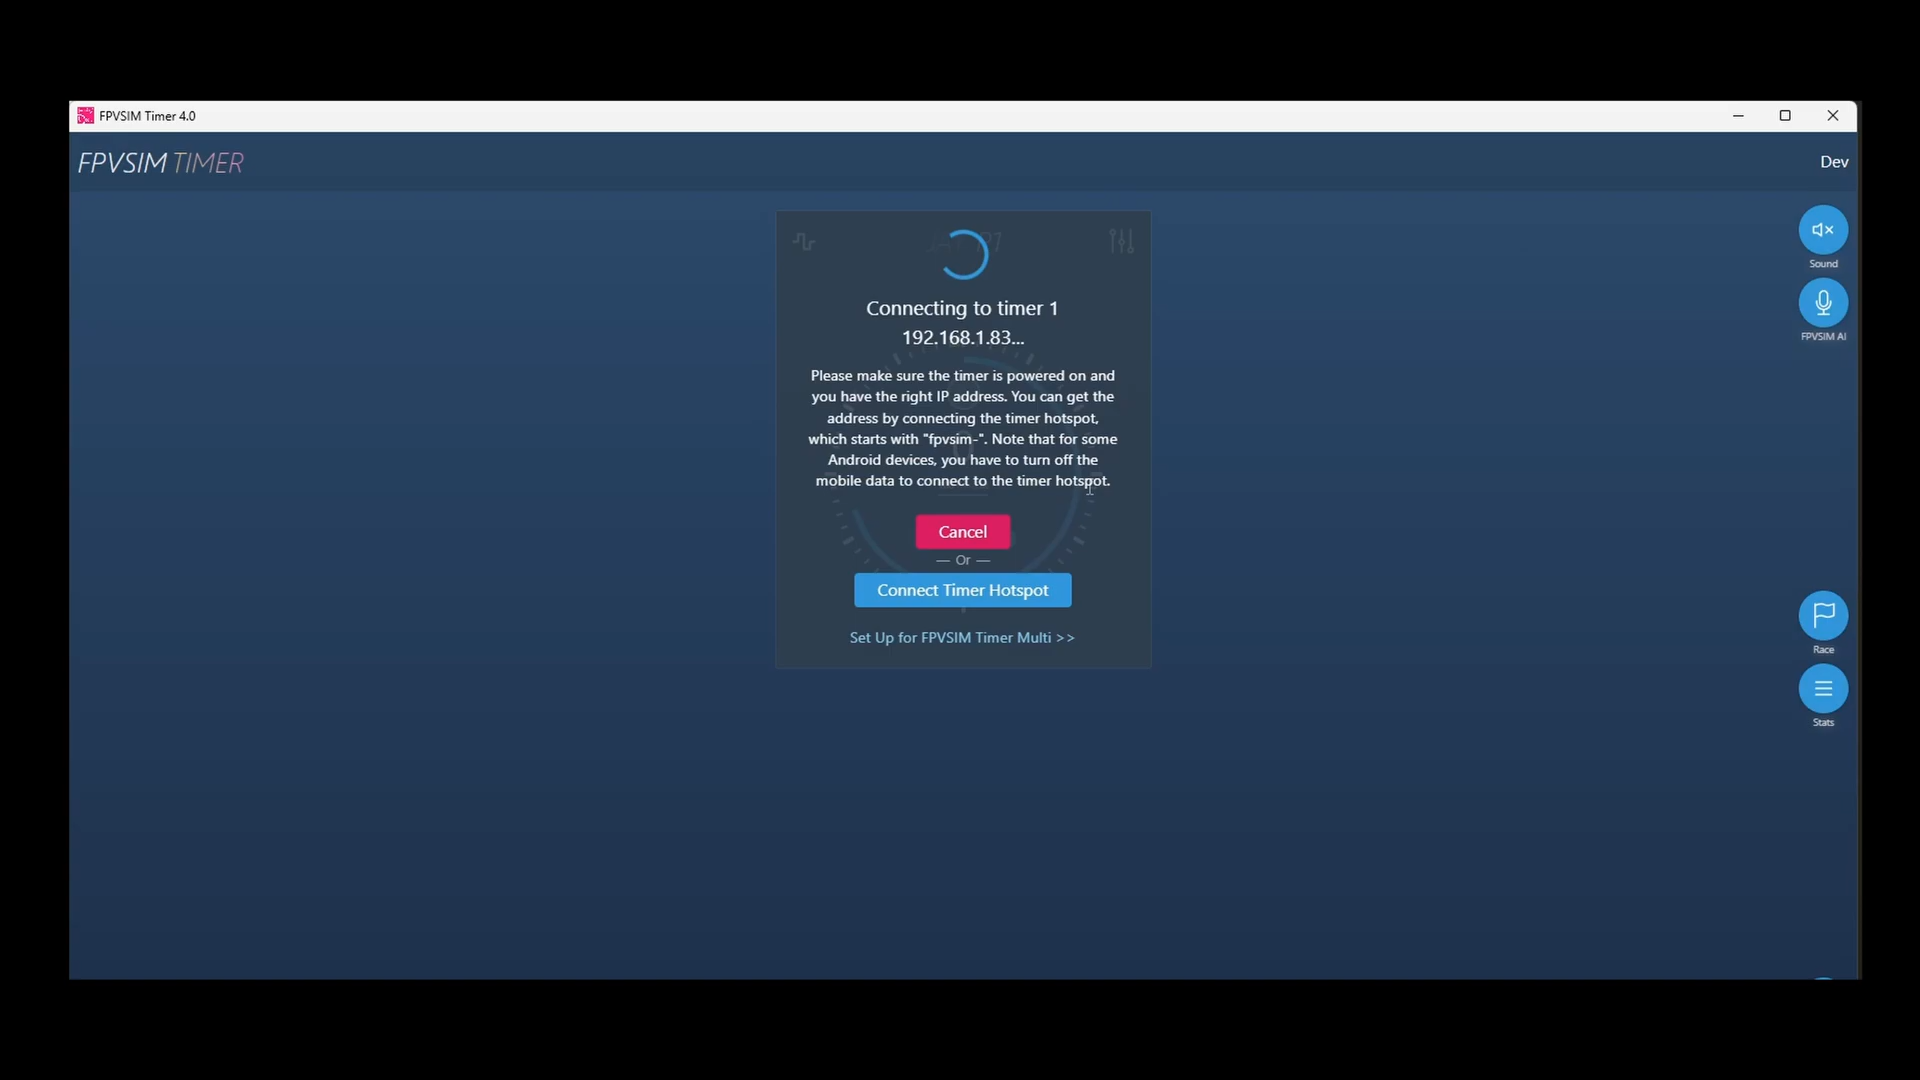 FPVSIM Timer 4.0
FPVSIM TIMER
Dev
Sound
FPVSIM AI
Connecting to timer 1
192.168.1.83...
Please make sure the timer is powered on and
you have the right IP address. You can get the
address by connecting the timer hotspot,
which starts with "fpvsim-". Note that for some
Android devices, you have to turn off the
mobile data to connect to the timer hotspot.
Cancel
— Or —
Connect Timer Hotspot
Set Up for FPVSIM Timer Multi >>
Race
Stats